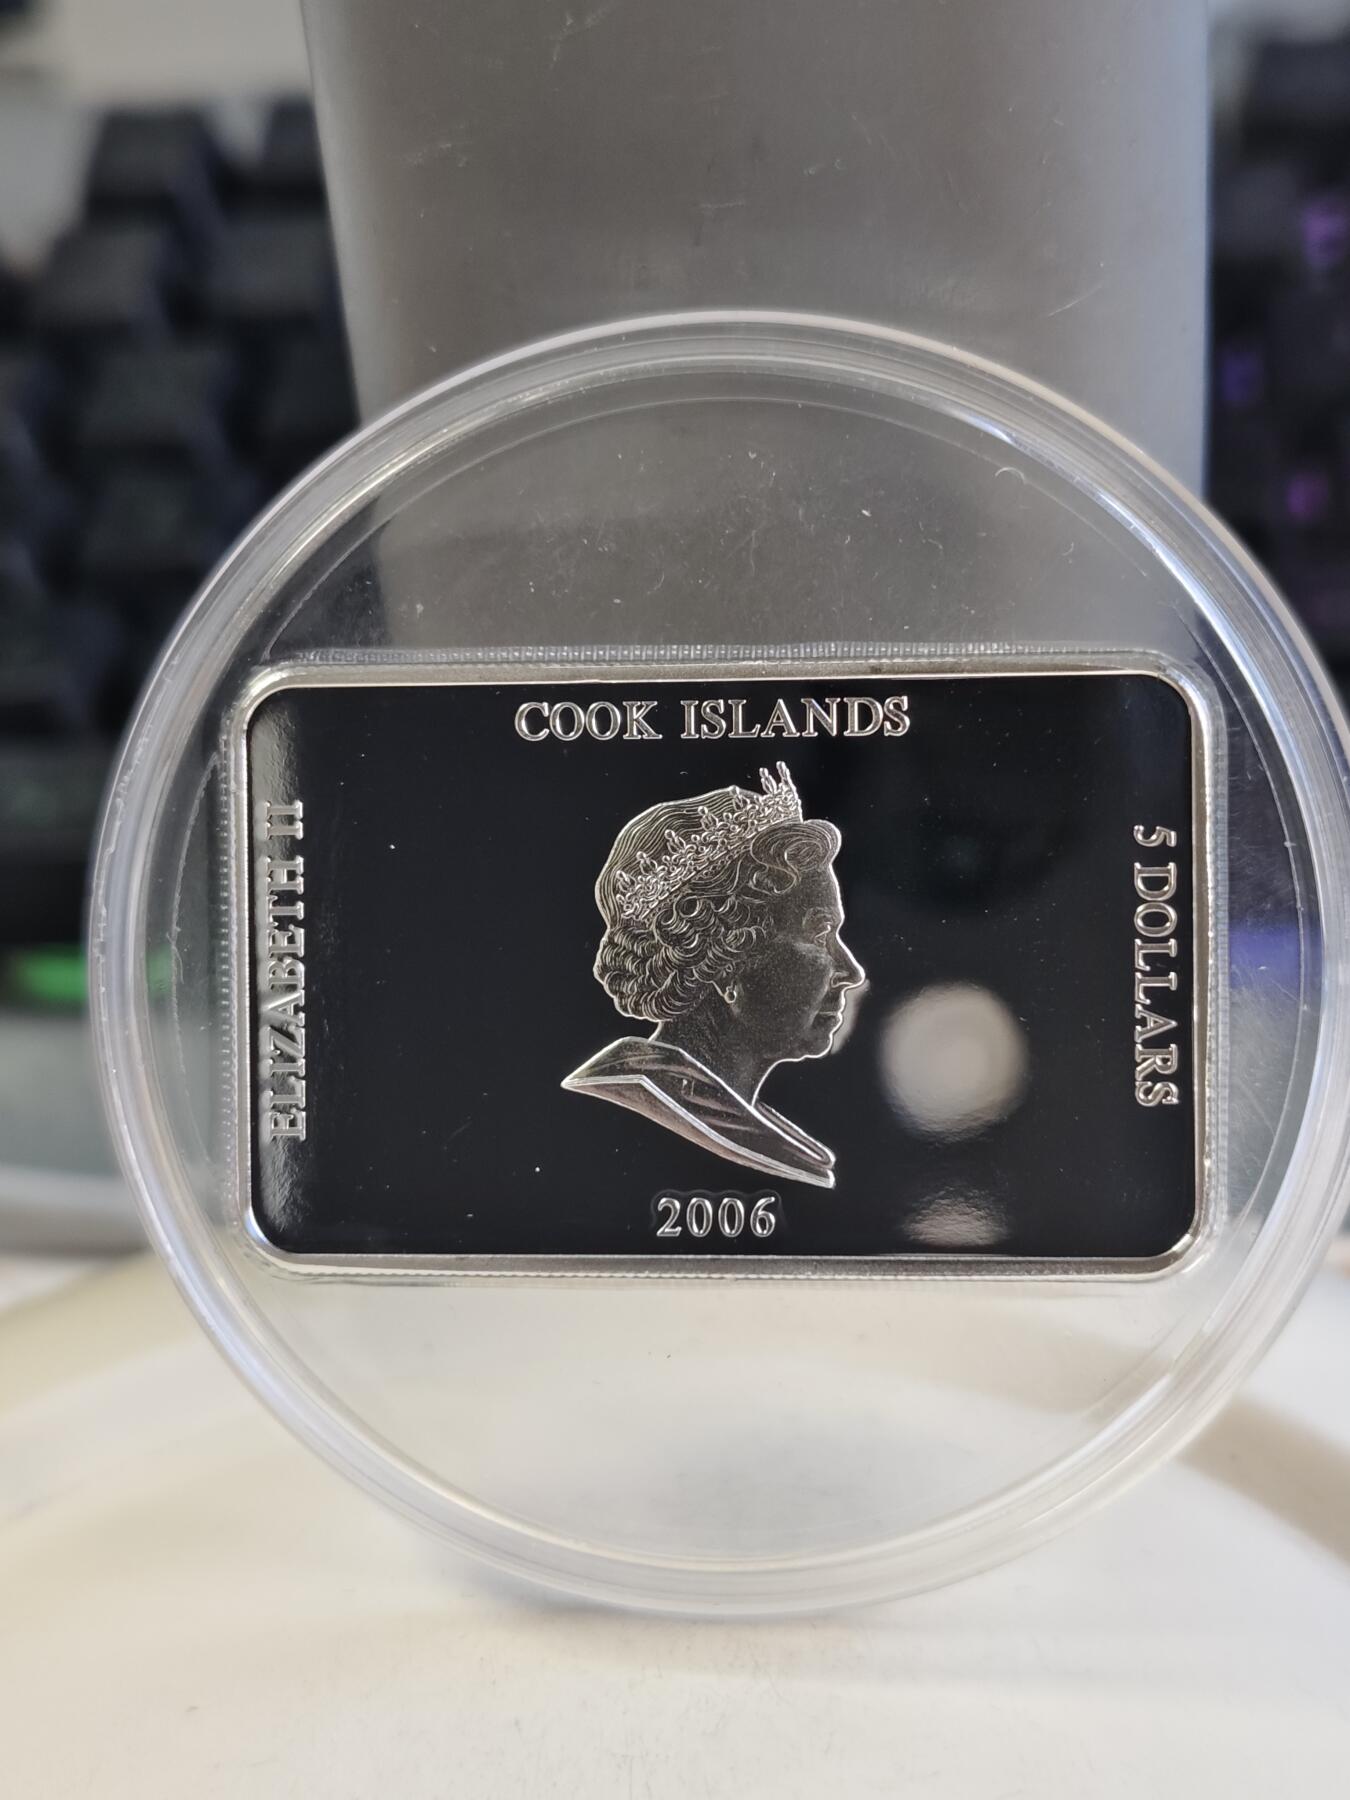 COOK ISLANDS
ELIZABETH II
5 DOLLARS
2006